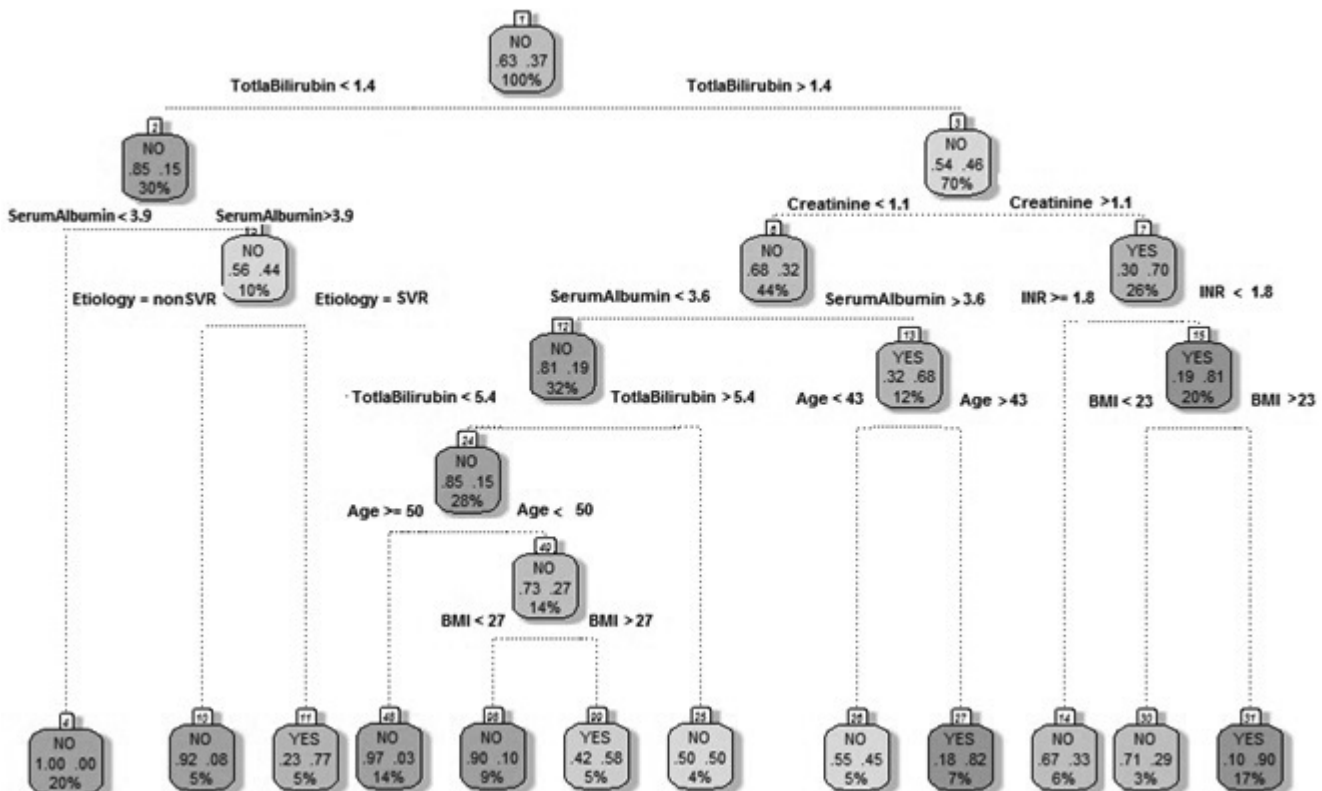 1
NO
.63 .37
100%
TotlaBilirubin < 1.4
TotlaBilirubin > 1.4
2
NO
.85 .15
30%
3
NO
.54 .46
70%
SerumAlbumin < 3.9
SerumAlbumin>3.9
Creatinine < 1.1
Creatinine >1.1
NO
.56 .44
10%
6
NO
.68 .32
44%
7
YES
.30 .70
26%
Etiology = nonSVR
Etiology = SVR
SerumAlbumin < 3.6
SerumAlbumin > 3.6
INR >= 1.8
INR < 1.8
12
NO
.81 .19
32%
13
YES
.32 .68
12%
15
YES
.19 .81
20%
TotlaBilirubin < 5.4
TotlaBilirubin > 5.4
Age < 43
Age > 43
BMI < 23
BMI >23
24
NO
.85 .15
28%
Age >= 50
Age < 50
49
NO
.73 .27
14%
BMI < 27
BMI > 27
4
NO
1.00 .00
20%
10
NO
.92 .08
5%
11
YES
.23 .77
5%
48
NO
.97 .03
14%
98
NO
.90 .10
9%
99
YES
.42 .58
5%
25
NO
.50 .50
4%
26
NO
.55 .45
5%
27
YES
.18 .82
7%
14
NO
.67 .33
6%
30
NO
.71 .29
3%
31
YES
.10 .90
17%